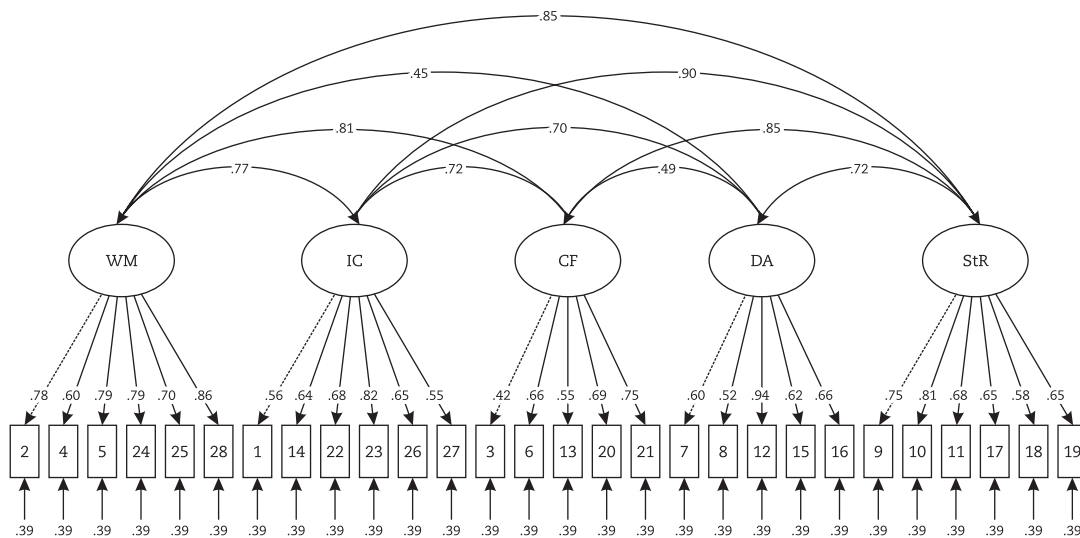 .85
.45 .90
.81 .70 .85
.77 .72 .49 .72
WM IC CF DA StR
.78 .60 .79 .79 .70 .86 .56 .64 .68 .82 .65 .55 .42 .66 .55 .69 .75 .60 .52 .94 .62 .66 .75 .81 .68 .65 .58 .65
2 4 5 24 25 28 1 14 22 23 26 27 3 6 13 20 21 7 8 12 15 16 9 10 11 17 18 19
.39 .39 .39 .39 .39 .39 .39 .39 .39 .39 .39 .39 .39 .39 .39 .39 .39 .39 .39 .39 .39 .39 .39 .39 .39 .39 .39 .39